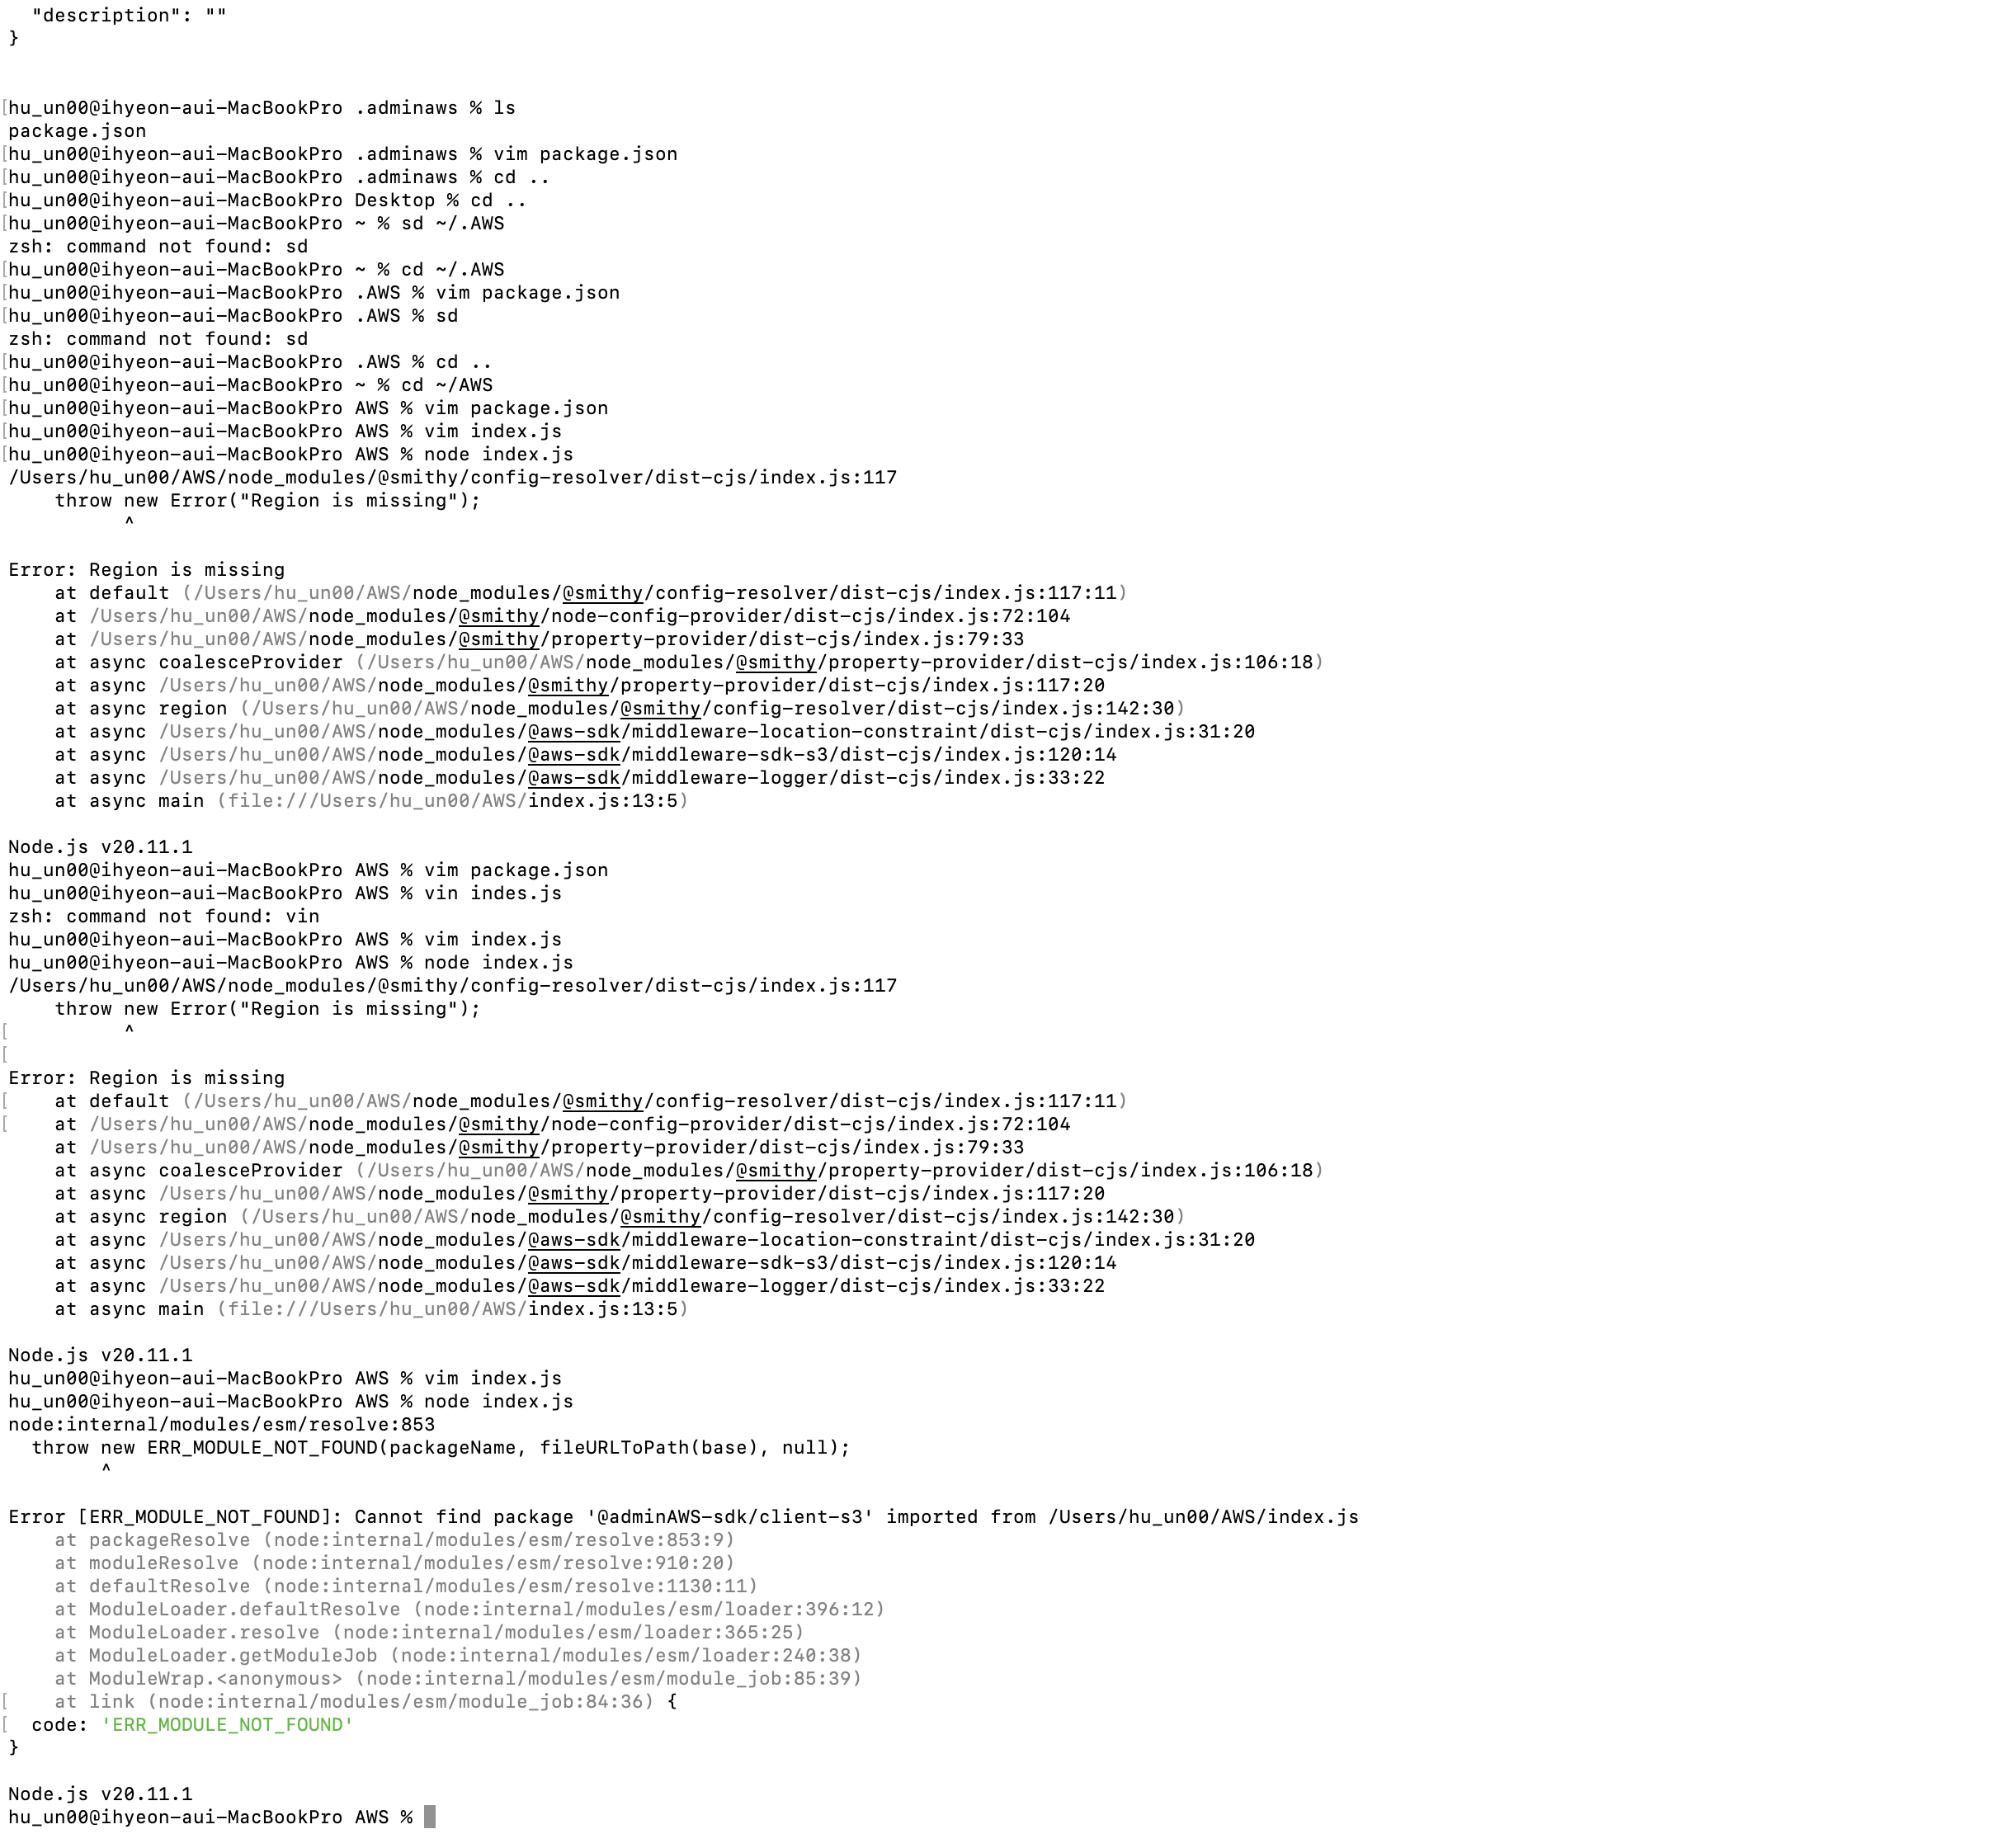 "description": ""
}
[hu_un00@ihyeon-aui-MacBookPro .adminaws % ls
package.json
[hu_un00@ihyeon-aui-MacBookPro .adminaws % vim package.json
[hu_un00@ihyeon-aui-MacBookPro .adminaws % cd ..
[hu_un00@ihyeon-aui-MacBookPro Desktop % cd ..
[hu_un00@ihyeon-aui-MacBookPro ~ % sd ~/.AWS
zsh: command not found: sd
[hu_un00@ihyeon-aui-MacBookPro ~ % cd ~/.AWS
[hu_un00@ihyeon-aui-MacBookPro .AWS % vim package.json
[hu_un00@ihyeon-aui-MacBookPro .AWS % sd
zsh: command not found: sd
[hu_un00@ihyeon-aui-MacBookPro .AWS % cd ..
[hu_un00@ihyeon-aui-MacBookPro ~ % cd ~/AWS
[hu_un00@ihyeon-aui-MacBookPro AWS % vim package.json
[hu_un00@ihyeon-aui-MacBookPro AWS % vim index.js
[hu_un00@ihyeon-aui-MacBookPro AWS % node index.js
/Users/hu_un00/AWS/node_modules/@smithy/config-resolver/dist-cjs/index.js:117
    throw new Error("Region is missing");
          ^
Error: Region is missing
    at default (/Users/hu_un00/AWS/node_modules/@smithy/config-resolver/dist-cjs/index.js:117:11)
    at /Users/hu_un00/AWS/node_modules/@smithy/node-config-provider/dist-cjs/index.js:72:104
    at /Users/hu_un00/AWS/node_modules/@smithy/property-provider/dist-cjs/index.js:79:33
    at async coalesceProvider (/Users/hu_un00/AWS/node_modules/@smithy/property-provider/dist-cjs/index.js:106:18)
    at async /Users/hu_un00/AWS/node_modules/@smithy/property-provider/dist-cjs/index.js:117:20
    at async region (/Users/hu_un00/AWS/node_modules/@smithy/config-resolver/dist-cjs/index.js:142:30)
    at async /Users/hu_un00/AWS/node_modules/@aws-sdk/middleware-location-constraint/dist-cjs/index.js:31:20
    at async /Users/hu_un00/AWS/node_modules/@aws-sdk/middleware-sdk-s3/dist-cjs/index.js:120:14
    at async /Users/hu_un00/AWS/node_modules/@aws-sdk/middleware-logger/dist-cjs/index.js:33:22
    at async main (file:///Users/hu_un00/AWS/index.js:13:5)
Node.js v20.11.1
hu_un00@ihyeon-aui-MacBookPro AWS % vim package.json
hu_un00@ihyeon-aui-MacBookPro AWS % vin indes.js
zsh: command not found: vin
hu_un00@ihyeon-aui-MacBookPro AWS % vim index.js
hu_un00@ihyeon-aui-MacBookPro AWS % node index.js
/Users/hu_un00/AWS/node_modules/@smithy/config-resolver/dist-cjs/index.js:117
    throw new Error("Region is missing");
[          ^
[
Error: Region is missing
[    at default (/Users/hu_un00/AWS/node_modules/@smithy/config-resolver/dist-cjs/index.js:117:11)
[    at /Users/hu_un00/AWS/node_modules/@smithy/node-config-provider/dist-cjs/index.js:72:104
    at /Users/hu_un00/AWS/node_modules/@smithy/property-provider/dist-cjs/index.js:79:33
    at async coalesceProvider (/Users/hu_un00/AWS/node_modules/@smithy/property-provider/dist-cjs/index.js:106:18)
    at async /Users/hu_un00/AWS/node_modules/@smithy/property-provider/dist-cjs/index.js:117:20
    at async region (/Users/hu_un00/AWS/node_modules/@smithy/config-resolver/dist-cjs/index.js:142:30)
    at async /Users/hu_un00/AWS/node_modules/@aws-sdk/middleware-location-constraint/dist-cjs/index.js:31:20
    at async /Users/hu_un00/AWS/node_modules/@aws-sdk/middleware-sdk-s3/dist-cjs/index.js:120:14
    at async /Users/hu_un00/AWS/node_modules/@aws-sdk/middleware-logger/dist-cjs/index.js:33:22
    at async main (file:///Users/hu_un00/AWS/index.js:13:5)
Node.js v20.11.1
hu_un00@ihyeon-aui-MacBookPro AWS % vim index.js
hu_un00@ihyeon-aui-MacBookPro AWS % node index.js
node:internal/modules/esm/resolve:853
  throw new ERR_MODULE_NOT_FOUND(packageName, fileURLToPath(base), null);
        ^
Error [ERR_MODULE_NOT_FOUND]: Cannot find package '@adminAWS-sdk/client-s3' imported from /Users/hu_un00/AWS/index.js
    at packageResolve (node:internal/modules/esm/resolve:853:9)
    at moduleResolve (node:internal/modules/esm/resolve:910:20)
    at defaultResolve (node:internal/modules/esm/resolve:1130:11)
    at ModuleLoader.defaultResolve (node:internal/modules/esm/loader:396:12)
    at ModuleLoader.resolve (node:internal/modules/esm/loader:365:25)
    at ModuleLoader.getModuleJob (node:internal/modules/esm/loader:240:38)
    at ModuleWrap.<anonymous> (node:internal/modules/esm/module_job:85:39)
[    at link (node:internal/modules/esm/module_job:84:36) {
[  code: 'ERR_MODULE_NOT_FOUND'
}
Node.js v20.11.1
hu_un00@ihyeon-aui-MacBookPro AWS %